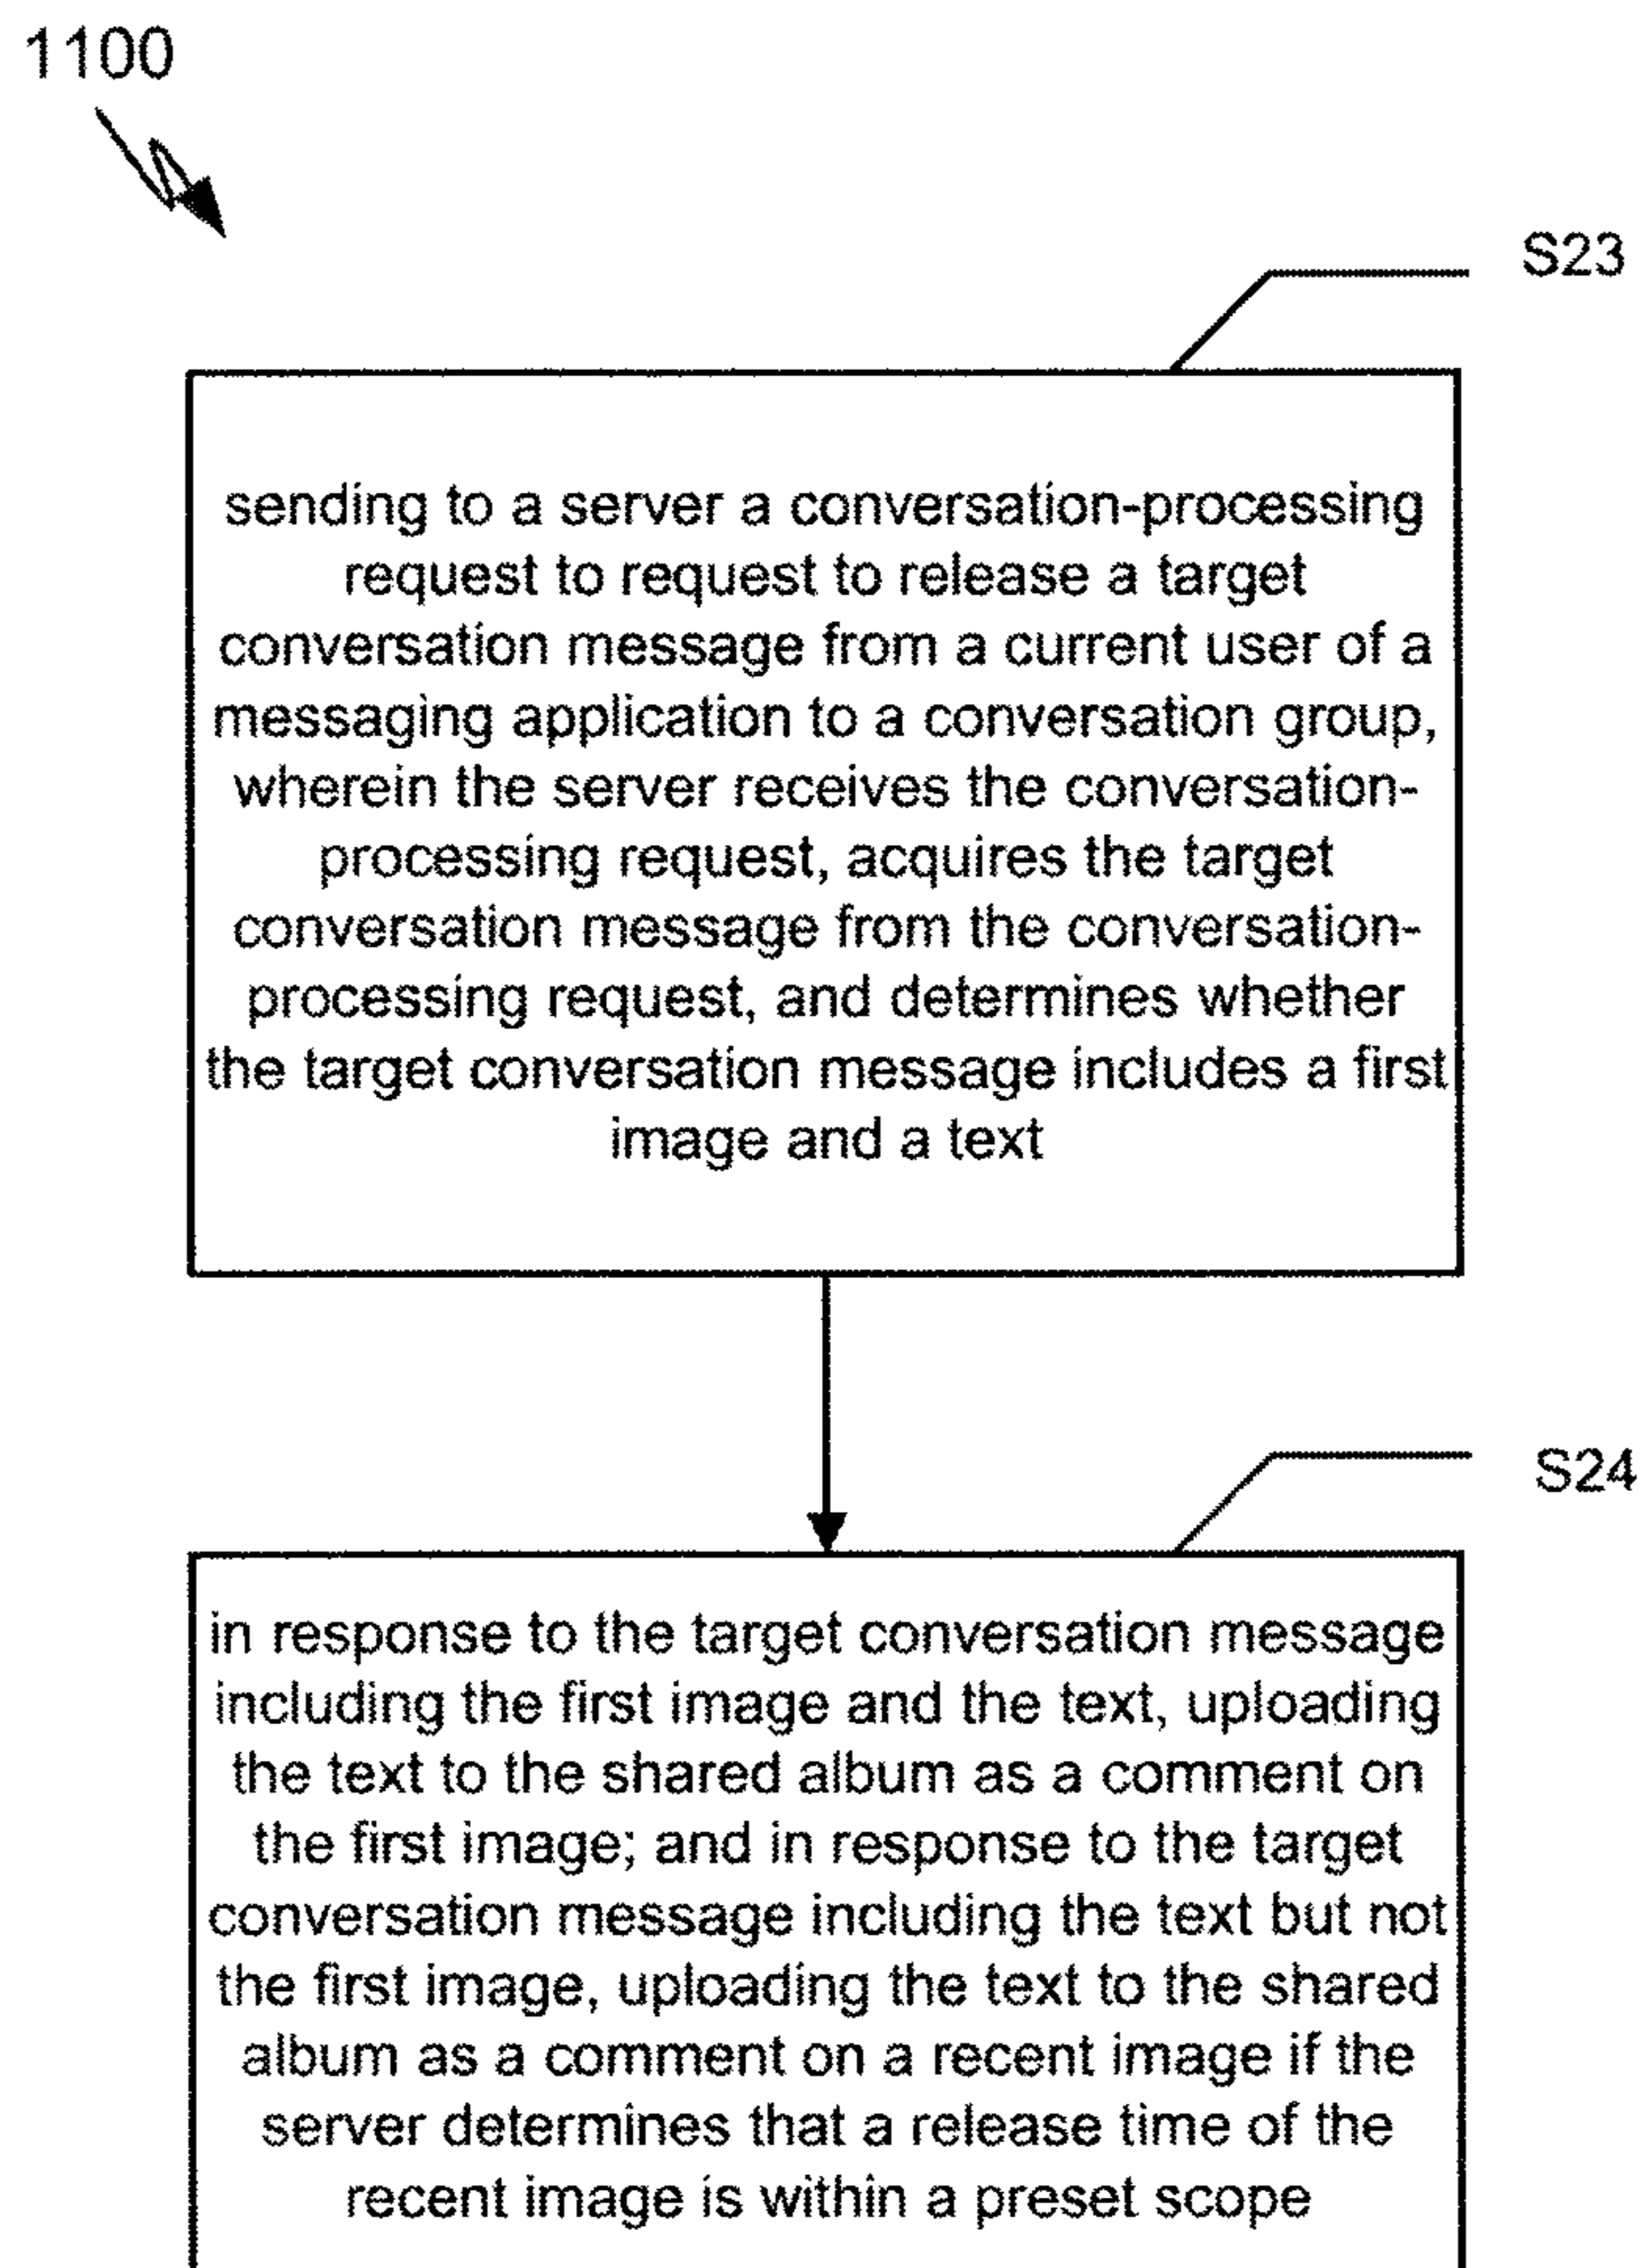 1100
S23
sending to a server a conversation-processing
request to request to release a target
conversation message from a current user of a
messaging application to a conversation group,
wherein the server receives the conversation-
processing request, acquires the target
conversation message from the conversation-
processing request, and determines whether
the target conversation message includes a first
image and a text
S24
in response to the target conversation message
including the first image and the text, uploading
the text to the shared album as a comment on
the first image; and in response to the target
conversation message including the text but not
the first image, uploading the text to the shared
album as a comment on a recent image if the
server determines that a release time of the
recent image is within a preset scope